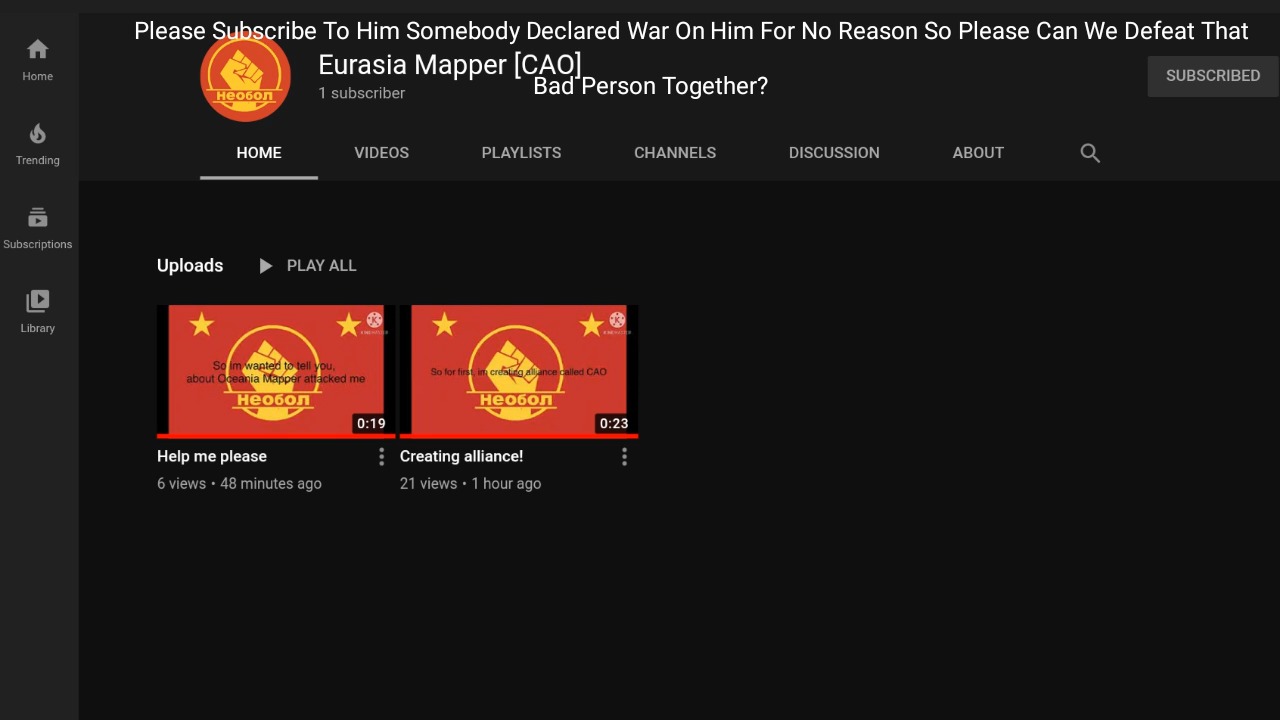 Please Subscribe To Him Somebody Declared War On Him For No Reason So Please Can We Defeat That
Bad Person Together?
Eurasia Mapper [CAO]
1 subscriber
SUBSCRIBED
Необол
HOME VIDEOS PLAYLISTS CHANNELS DISCUSSION ABOUT
Home
Trending
Subscriptions
Library
Uploads PLAY ALL
So im wanted to tell you,
about Oceania Mapper attacked me
Необол
0:19
So for first, im creating alliance called CAO
Необол
0:23
Help me please
6 views • 48 minutes ago
Creating alliance!
21 views • 1 hour ago